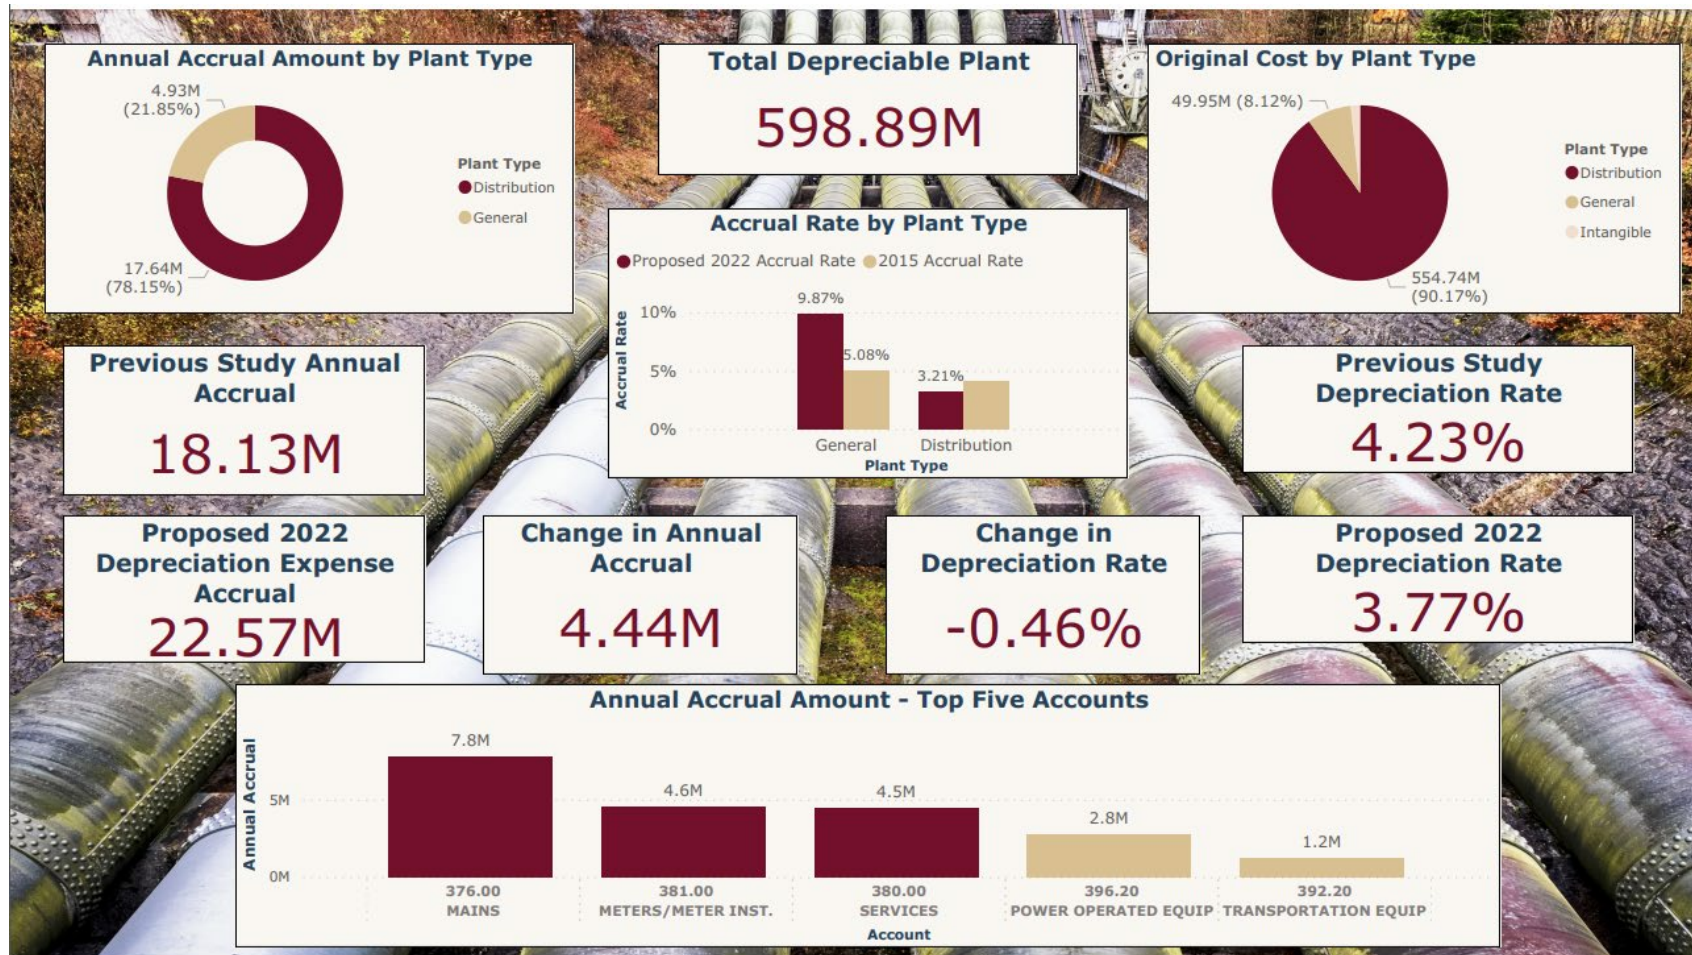 Annual Accrual Amount by Plant Type
4.93M
(21.85%)
17.64M
(78.15%)
Plant Type
Distribution
General
Total Depreciable Plant
598.89M
Original Cost by Plant Type
49.95M (8.12%)
554.74M
(90.17%)
Plant Type
Distribution
General
Intangible
Accrual Rate by Plant Type
Proposed 2022 Accrual Rate
2015 Accrual Rate
Accrual Rate
10%
5%
0%
9.87%
5.08%
3.21%
General
Distribution
Plant Type
Previous Study Annual
Accrual
18.13M
Previous Study
Depreciation Rate
4.23%
Proposed 2022
Depreciation Expense
Accrual
22.57M
Change in Annual
Accrual
4.44M
Change in
Depreciation Rate
-0.46%
Proposed 2022
Depreciation Rate
3.77%
Annual Accrual Amount - Top Five Accounts
Annual Accrual
5M
0M
7.8M
4.6M
4.5M
2.8M
1.2M
376.00
MAINS
381.00
METERS/METER INST.
380.00
SERVICES
396.20
POWER OPERATED EQUIP
392.20
TRANSPORTATION EQUIP
Account